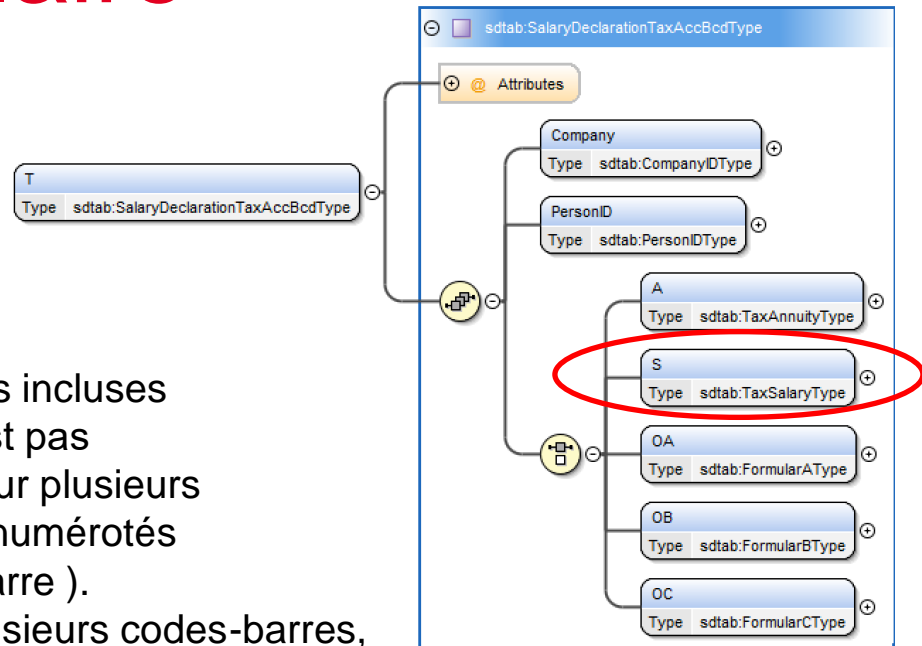 sdtab:SalaryDeclarationTaxAccBcdType
@ Attributes
Company
Type sdtab:CompanyIDType
T
Type sdtab:SalaryDeclarationTaxAccBcdType
PersonID
Type sdtab:PersonIDType
A
Type sdtab:TaxAnnuityType
S
Type sdtab:TaxSalaryType
OA
Type sdtab:FormularAType
OB
Type sdtab:FormularBType
OC
Type sdtab:FormularCType
s incluses
st pas
ur plusieurs
numérotés
arre ).
usieurs codes-barres,